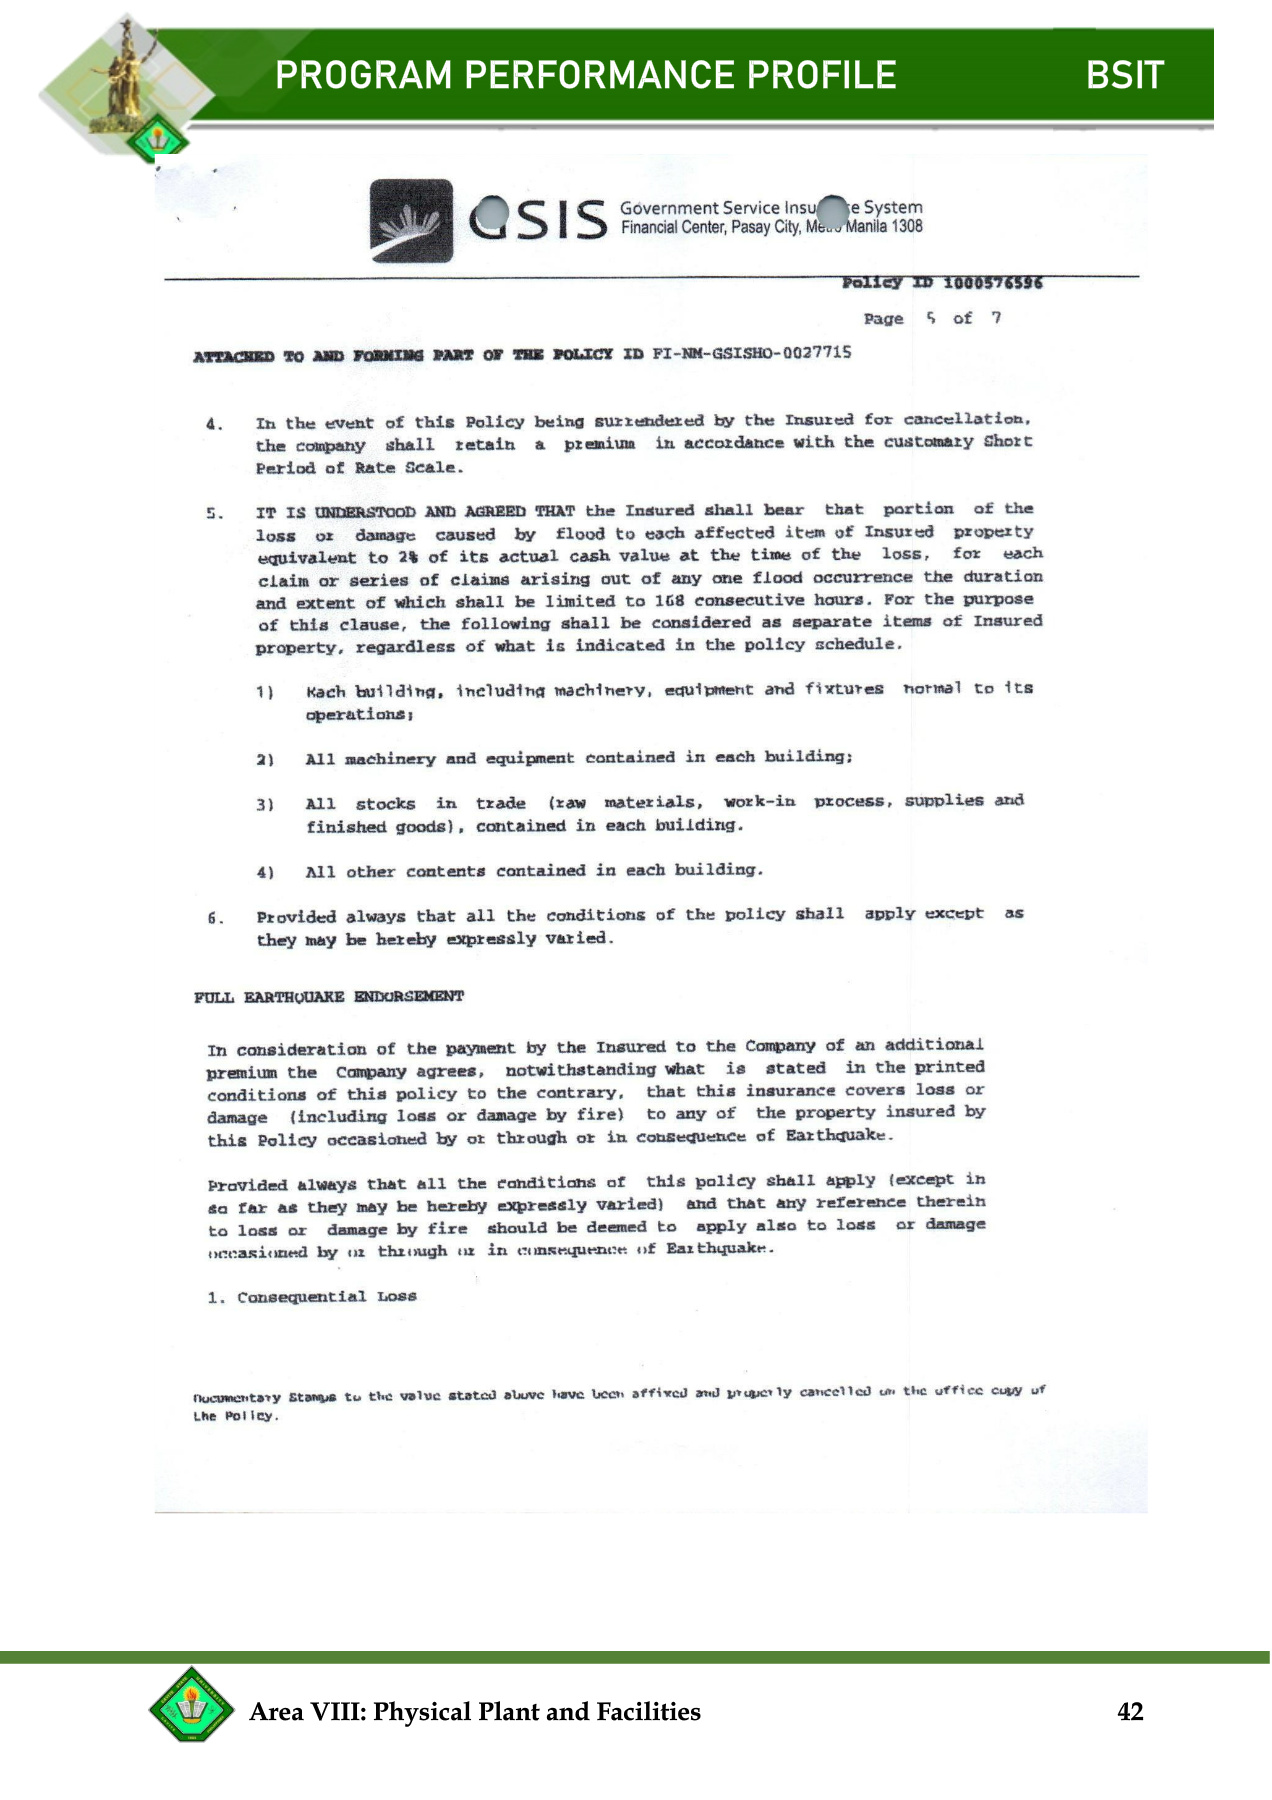 PROGRAM PERFORMANCE PROFILE BSIT
GSIS Government Service Insurance System
Financial Center, Pasay City, Metro Manila 1308
Policy ID 1000576596
Page 5 of 7
ATTACHED TO AND FORMING PART OF THE POLICY ID FI-NM-GSISHO-0027715
4. In the event of this Policy being surrendered by the Insured for cancellation,
the company shall retain a premium in accordance with the customary Short
Period of Rate Scale.
5. IT IS UNDERSTOOD AND AGREED THAT the Insured shall bear that portion of the
loss or damage caused by flood to each affected item of Insured property
equivalent to 2% of its actual cash value at the time of the loss, for each
claim or series of claims arising out of any one flood occurrence the duration
and extent of which shall be limited to 168 consecutive hours. For the purpose
of this clause, the following shall be considered as separate items of Insured
property, regardless of what is indicated in the policy schedule.
1) Each building, including machinery, equipment and fixtures normal to its
operations;
2) All machinery and equipment contained in each building;
3) All stocks in trade (raw materials, work-in process, supplies and
finished goods), contained in each building.
4) All other contents contained in each building.
6. Provided always that all the conditions of the policy shall apply except as
they may be hereby expressly varied.
FULL EARTHQUAKE ENDORSEMENT
In consideration of the payment by the Insured to the Company of an additional
premium the Company agrees, notwithstanding what is stated in the printed
conditions of this policy to the contrary, that this insurance covers loss or
damage (including loss or damage by fire) to any of the property insured by
this Policy occasioned by or through or in consequence of Earthquake.
Provided always that all the conditions of this policy shall apply (except in
so far as they may be hereby expressly varied) and that any reference therein
to loss or damage by fire should be deemed to apply also to loss or damage
occasioned by or through or in consequence of Earthquake.
1. Consequential Loss
Documentary Stamps to the value stated above have been affixed and properly cancelled on the office copy of
the Policy.
Area VIII: Physical Plant and Facilities 42